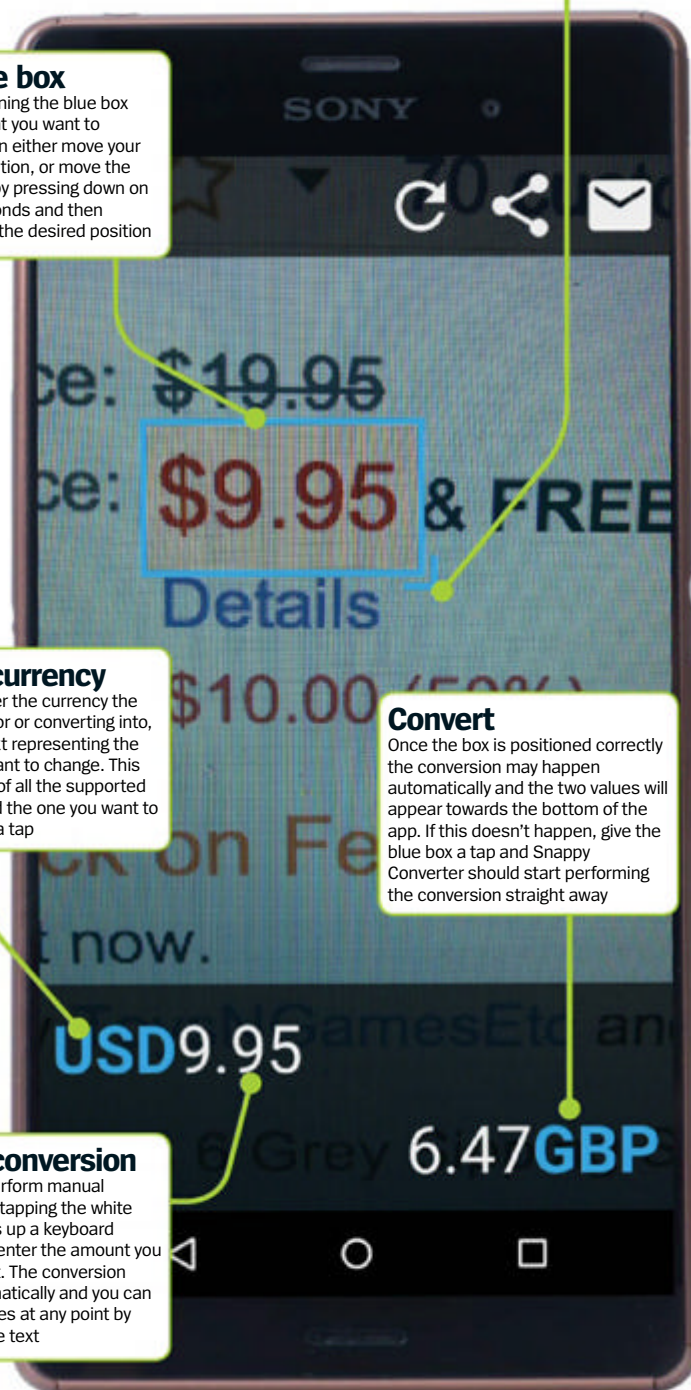 e box
ning the blue box
t you want to
n either move your
tion, or move the
by pressing down on
onds and then
the desired position
SONY
70
ce: $19.95
ce: $9.95 & FREE
Details
currency
er the currency the
or or converting into,
t representing the
ant to change. This
of all the supported
d the one you want to
a tap
$10.00 (50%)
Convert
Once the box is positioned correctly
the conversion may happen
automatically and the two values will
appear towards the bottom of the
app. If this doesn't happen, give the
blue box a tap and Snappy
Converter should start performing
the conversion straight away
ck on Fe
t now.
ToysNGamesEtc an
USD9.95
6 Grey
6.47GBP
conversion
rform manual
tapping the white
s up a keyboard
enter the amount you
t. The conversion
matically and you can
es at any point by
e text